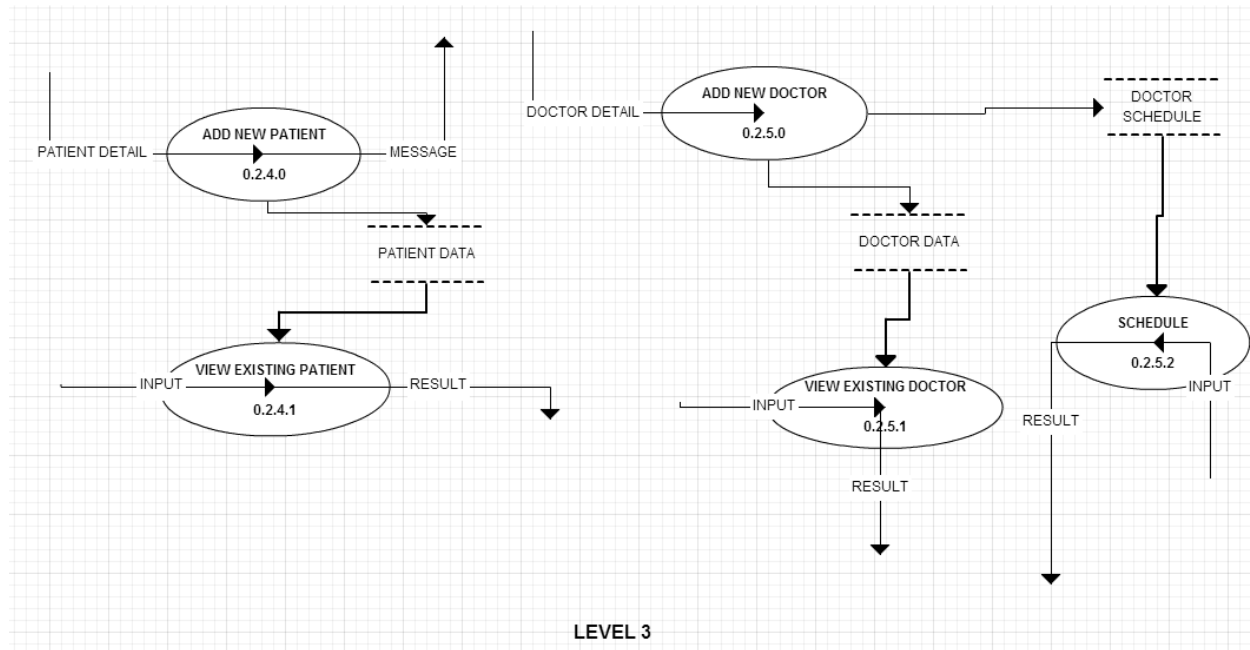 ADD NEW PATIENT
PATIENT DETAIL
MESSAGE
0.2.4.0
PATIENT DATA
VIEW EXISTING PATIENT
INPUT
RESULT
0.2.4.1
ADD NEW DOCTOR
DOCTOR DETAIL
0.2.5.0
DOCTOR
SCHEDULE
DOCTOR DATA
VIEW EXISTING DOCTOR
INPUT
0.2.5.1
RESULT
SCHEDULE
0.2.5.2
INPUT
RESULT
LEVEL 3